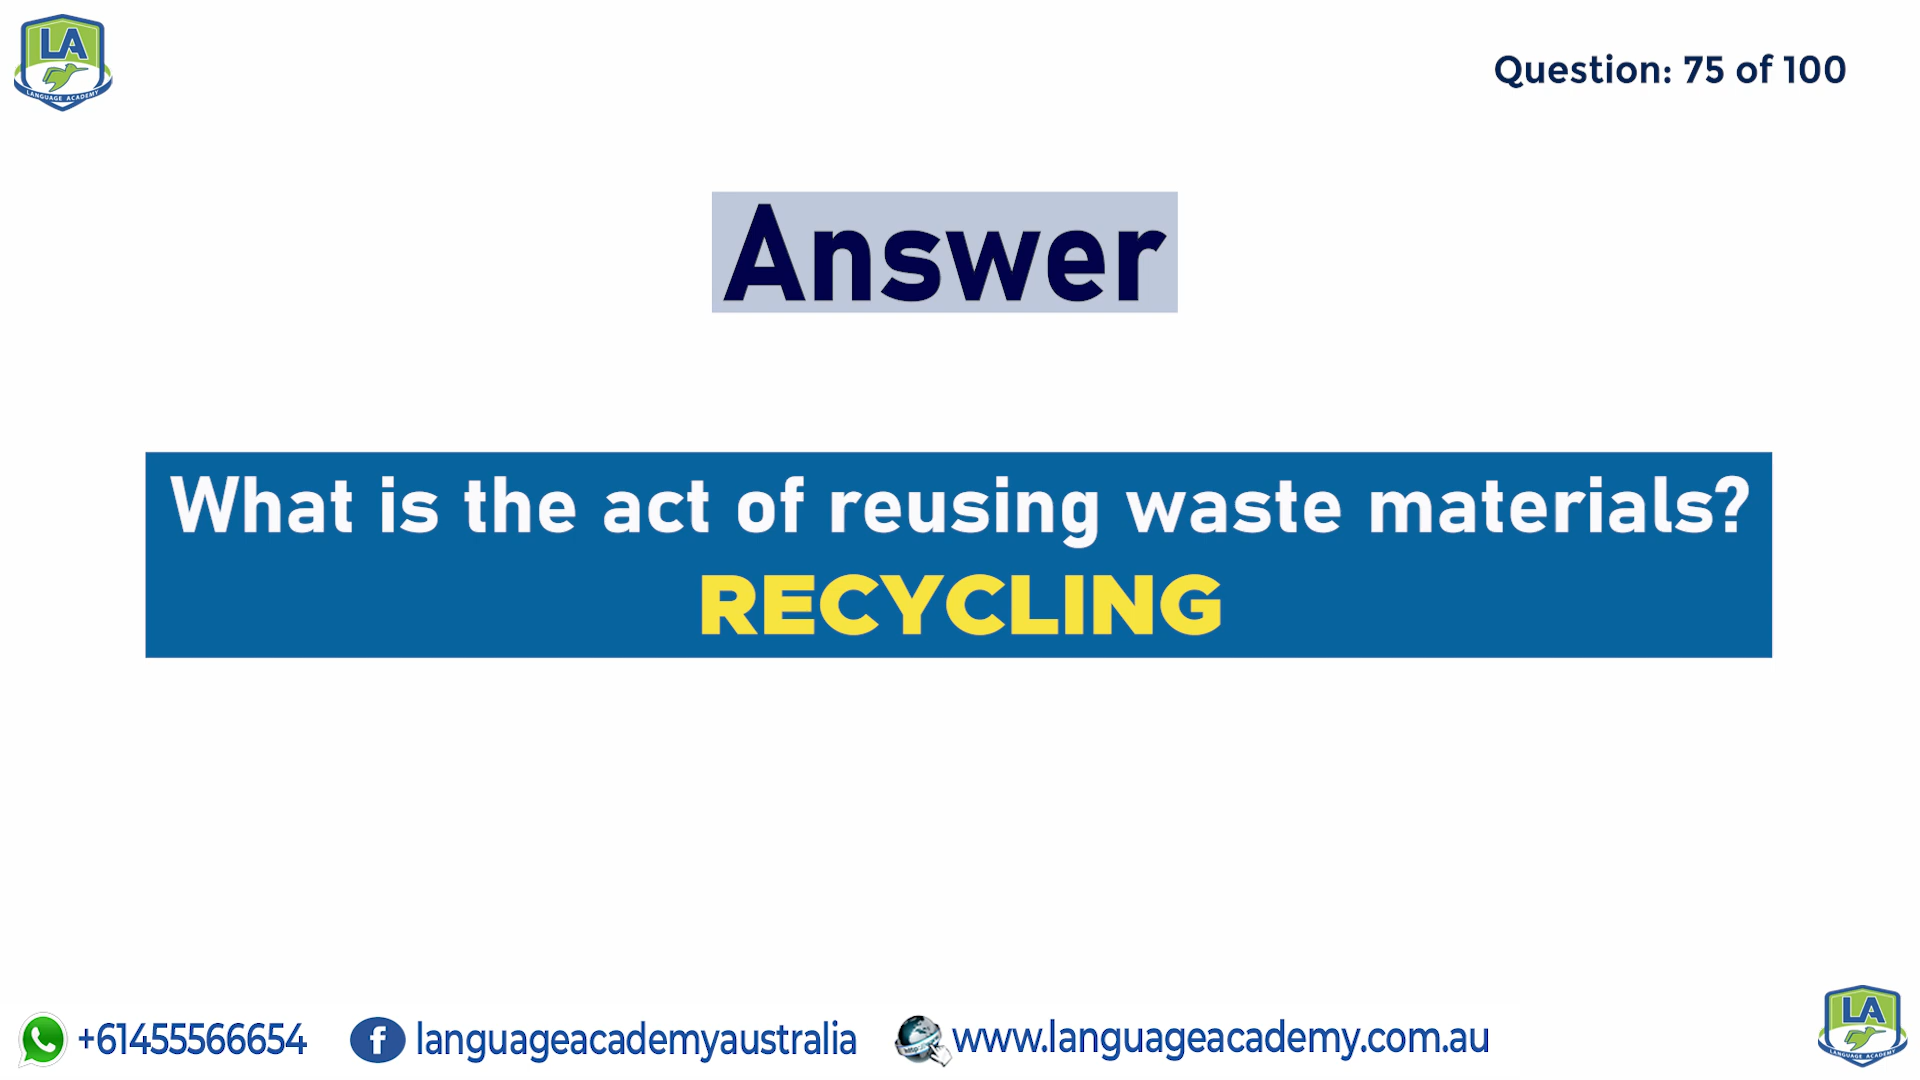 LA
LANGUAGE ACADEMY
Question: 75 of 100
Answer
What is the act of reusing waste materials?
RECYCLING
+61455566654
f languageacademyaustralia
http
www.languageacademy.com.au
LA
LANGUAGE ACADEMY